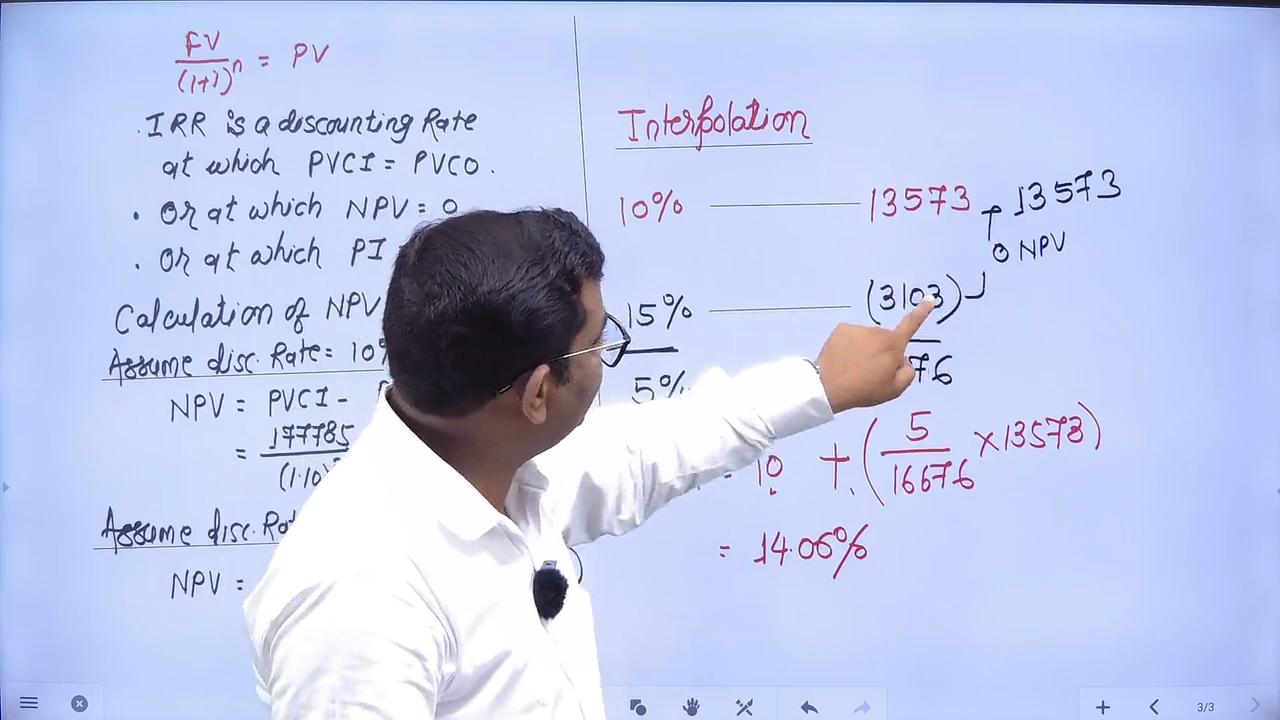 FV
(1+i)ⁿ = PV
. IRR is a discounting Rate
at which PVCI = PVCO.
. Or at which NPV = 0
. Or at which PI
Calculation of NPV
Assume disc. Rate = 10%
NPV = PVCI -
= 177785
(1.10)
Assume disc. Rat
NPV =
Interpolation
10% 13573 13573
0 NPV
15% (3103)
5% 76
= 10 + (5/16676 × 13573)
= 14.06%
3/3